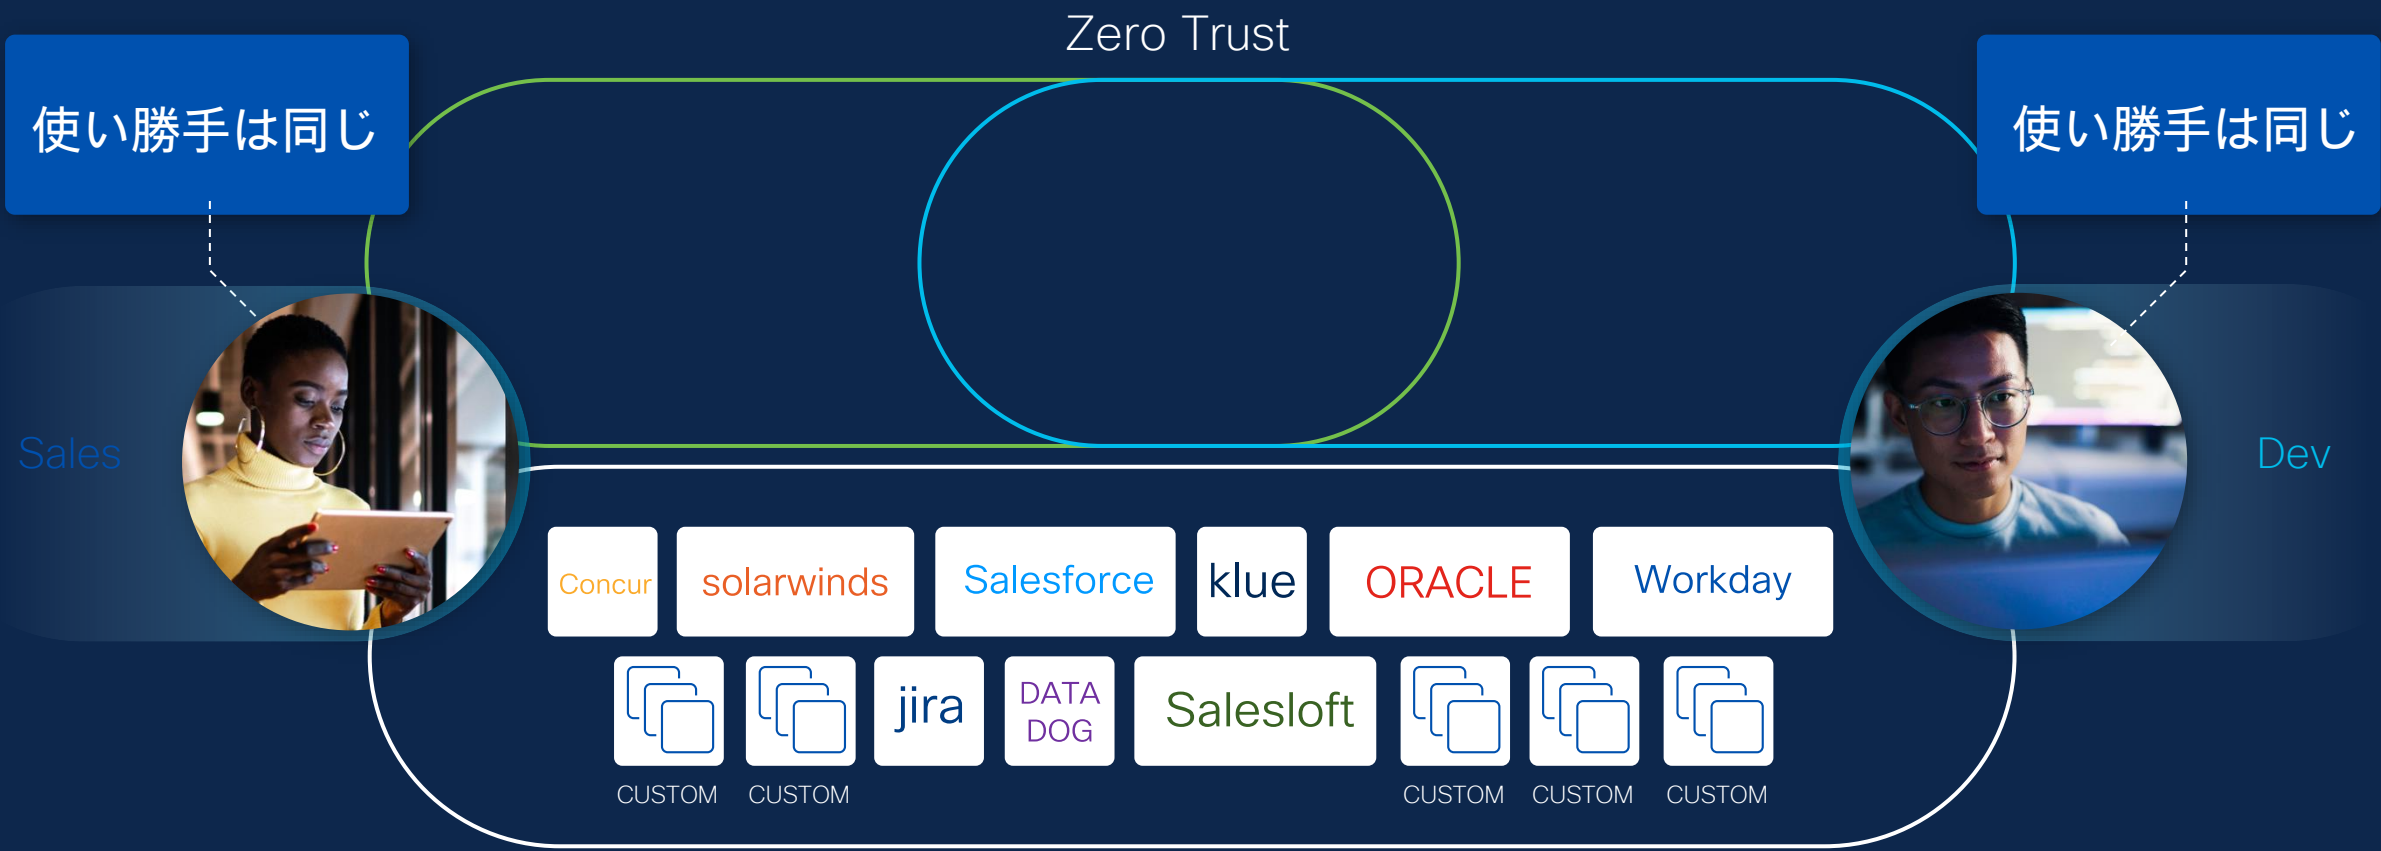 Zero Trust
使い勝手は同じ
使い勝手は同じ
Sales
Dev
Concur
solarwinds
Salesforce
klue
ORACLE
Workday
jira
DATA
DOG
Salesloft
CUSTOM
CUSTOM
CUSTOM
CUSTOM
CUSTOM